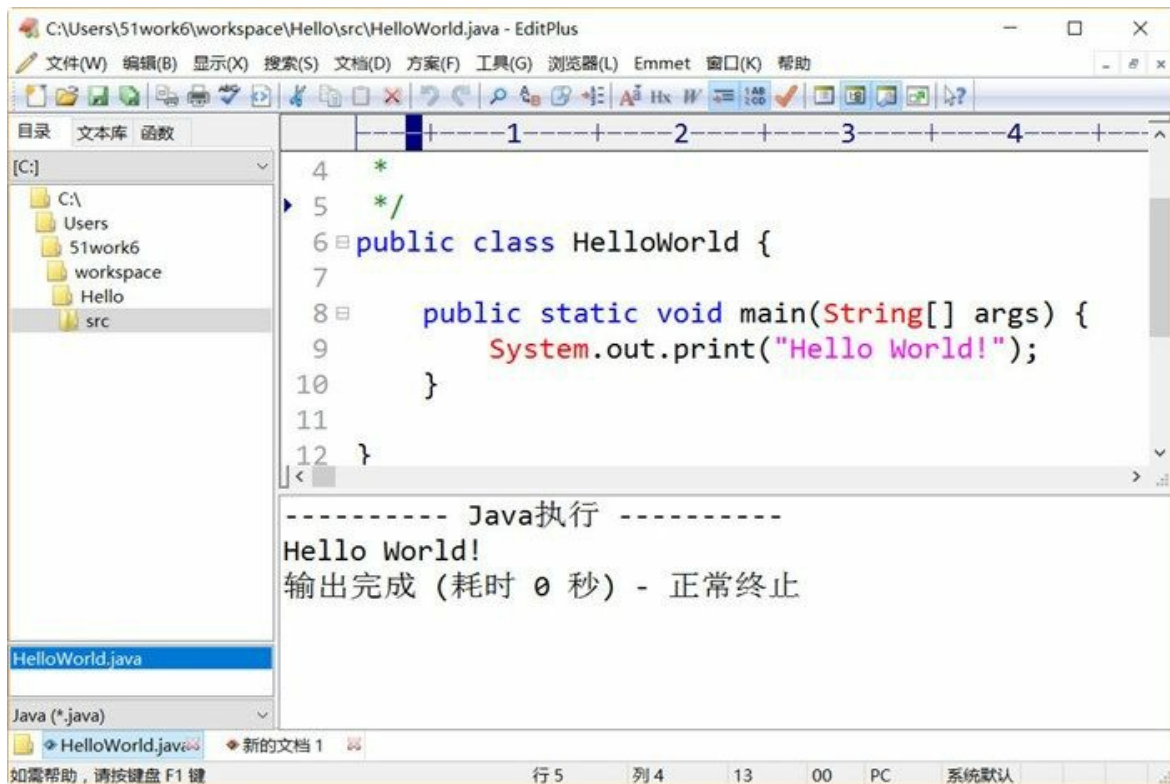 C:\Users\51work6\workspace\Hello\src\HelloWorld.java - EditPlus
文件(W) 编辑(B) 显示(X) 搜索(S) 文档(D) 方案(F) 工具(G) 浏览器(L) Emmet 窗口(K) 帮助
目录 文本库 函数
[C:]
C:\
Users
51work6
workspace
Hello
src
HelloWorld.java
Java (*.java)
----+----1----+----2----+----3----+----4----+---
4 *
5 */
6 public class HelloWorld {
7
8 public static void main(String[] args) {
9 System.out.print("Hello World!");
10 }
11
12 }
---------- Java执行 ----------
Hello World!
输出完成 (耗时 0 秒) - 正常终止
HelloWorld.java 新的文档 1
如需帮助，请按键盘 F1 键 行 5 列 4 13 00 PC 系统默认